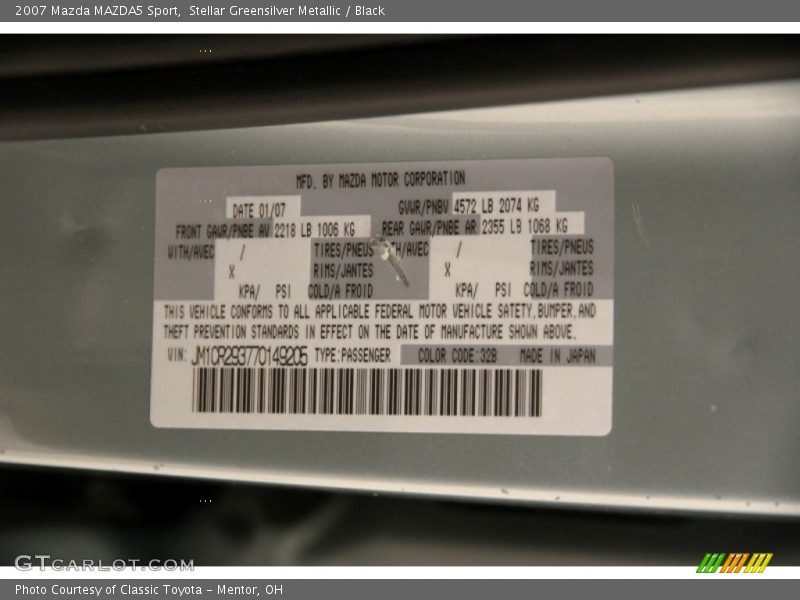 2007 Mazda MAZDA5 Sport, Stellar Greensilver Metallic / Black
MFD. BY MAZDA MOTOR CORPORATION
DATE 01/07 GVWR/PNBV 4572 LB 2074 KG
FRONT GAWR/PNBE AV 2218 LB 1006 KG REAR GAWR/PNBE AR 2355 LB 1068 KG
WITH/AVEC / TIRES/PNEUS WITH/AVEC / TIRES/PNEUS
X RIMS/JANTES X RIMS/JANTES
KPA/ PSI COLD/A FROID KPA/ PSI COLD/A FROID
THIS VEHICLE CONFORMS TO ALL APPLICABLE FEDERAL MOTOR VEHICLE SAFETY,BUMPER,AND
THEFT PREVENTION STANDARDS IN EFFECT ON THE DATE OF MANUFACTURE SHOWN ABOVE.
VIN: JM1CR293770149205 TYPE:PASSENGER COLOR CODE:32B MADE IN JAPAN
GTCARLOT.COM
Photo Courtesy of Classic Toyota - Mentor, OH